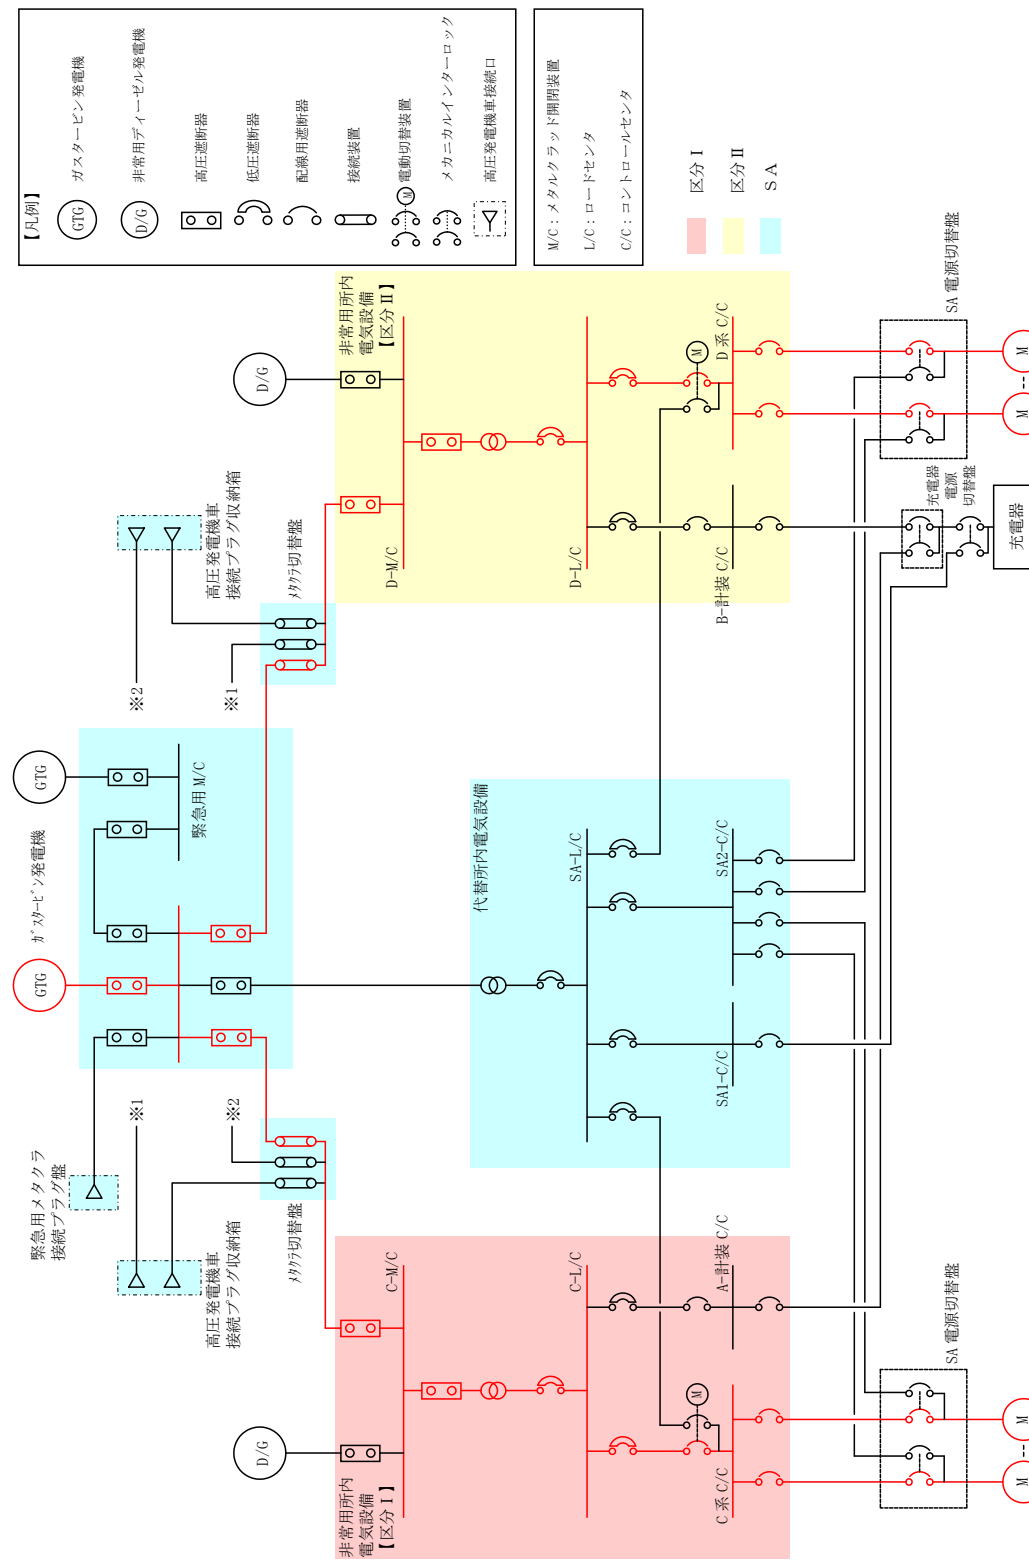 【凡例】
GTG
ガスタービン発電機
D/G
非常用ディーゼル発電機
高圧遮断器
低圧遮断器
配線用遮断器
接続装置
M
電動切替装置
メカニカルインターロック
高圧発電機車接続口
M/C：メタルクラッド開閉装置
L/C：ロードセンタ
C/C：コントロールセンタ
区分Ⅰ
区分Ⅱ
ＳＡ
緊急用メタクラ
接続プラグ盤
GTG
ｶﾞｽﾀｰﾋﾞﾝ発電機
GTG
緊急用 M/C
※1
※2
高圧発電機車
接続プラグ収納箱
※2
※1
高圧発電機車
接続プラグ収納箱
ﾒﾀｸﾗ切替盤
ﾒﾀｸﾗ切替盤
D/G
D/G
非常用所内
電気設備
【区分Ⅰ】
C-M/C
C-L/C
M
C 系 C/C
A-計装 C/C
代替所内電気設備
SA-L/C
SA1-C/C
SA2-C/C
非常用所内
電気設備
【区分Ⅱ】
D-M/C
D-L/C
M
B-計装 C/C
D 系 C/C
SA 電源切替盤
M
M
充電器
電源
切替盤
充電器
SA 電源切替盤
M
M